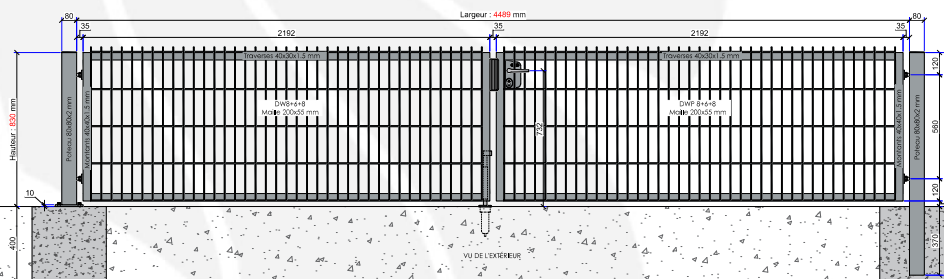 Largeur : 4489 mm
80
80
35
35
35
2192
2192
Traverses 40x30x1.5 mm
Traverses 40x30x1.5 mm
120
Hauteur : 830 mm
Poteau 80x80x2 mm
Montants 40x40x1.5 mm
DW8+6+8
Maille 200x55 mm
DWP 8+6+8
Maille 200x55 mm
732
Montants 40x40x1.5 mm
Poteau 80x80x2 mm
560
120
10
400
370
VU DE L'EXTÉRIEUR